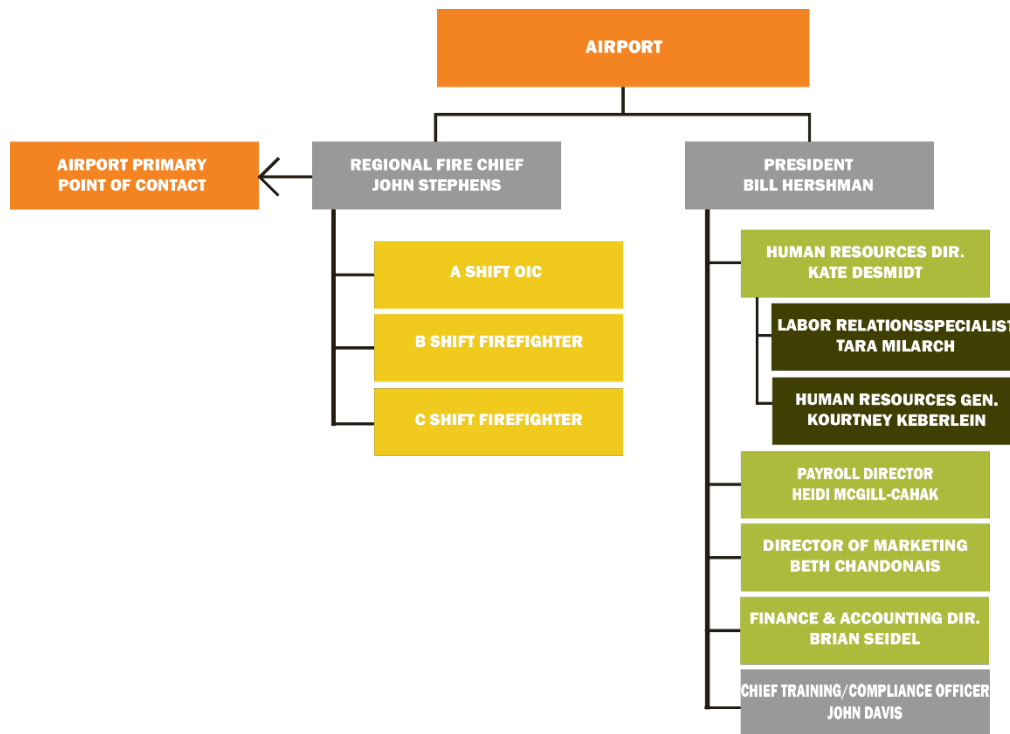 AIRPORT
AIRPORT PRIMARY
POINT OF CONTACT
REGIONAL FIRE CHIEF
JOHN STEPHENS
PRESIDENT
BILL HERSHMAN
A SHIFT OIC
B SHIFT FIREFIGHTER
C SHIFT FIREFIGHTER
HUMAN RESOURCES DIR.
KATE DESMIDT
LABOR RELATIONSSPECIALIST
TARA MILARCH
HUMAN RESOURCES GEN.
KOURTNEY KEBERLEIN
PAYROLL DIRECTOR
HEIDI MCGILL-CAHAK
DIRECTOR OF MARKETING
BETH CHANDONAIS
FINANCE & ACCOUNTING DIR.
BRIAN SEIDEL
CHIEF TRAINING/COMPLIANCE OFFICER
JOHN DAVIS